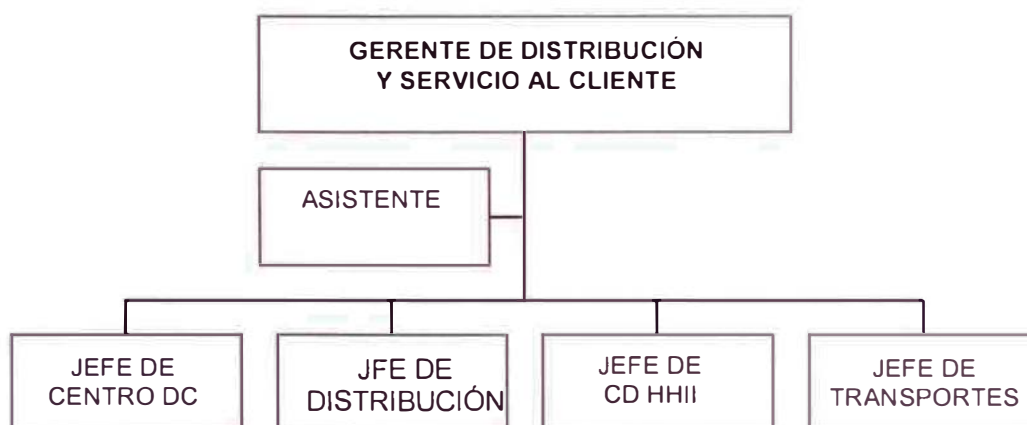 GERENTE DE DISTRIBUCIÓN
Y SERVICIO AL CLIENTE
ASISTENTE
JEFE DE
CENTRO DC
JFE DE
DISTRIBUCIÓN
JEFE DE
CD HHII
JEFE DE
TRANSPORTES